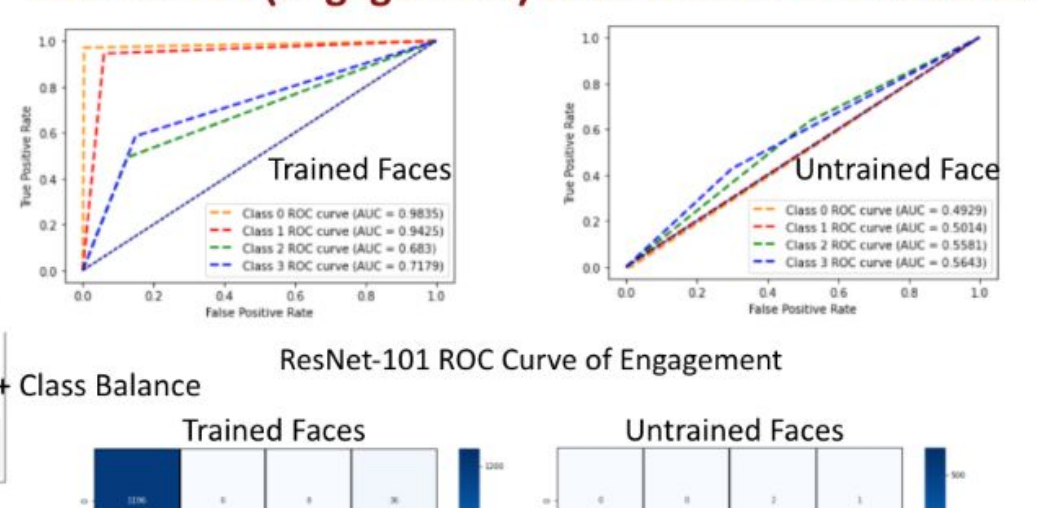 1.0
0.8
0.6
0.4
0.2
0.0
True Positive Rate
Trained Faces
Class 0 ROC curve (AUC = 0.9835)
Class 1 ROC curve (AUC = 0.9425)
Class 2 ROC curve (AUC = 0.683)
Class 3 ROC curve (AUC = 0.7179)
0.0 0.2 0.4 0.6 0.8 1.0
False Positive Rate
1.0
0.8
0.6
0.4
0.2
0.0
True Positive Rate
Untrained Face
Class 0 ROC curve (AUC = 0.4929)
Class 1 ROC curve (AUC = 0.5014)
Class 2 ROC curve (AUC = 0.5581)
Class 3 ROC curve (AUC = 0.5643)
0.0 0.2 0.4 0.6 0.8 1.0
False Positive Rate
ResNet-101 ROC Curve of Engagement
+ Class Balance
Trained Faces
1200
Untrained Faces
0 0 2 1
500